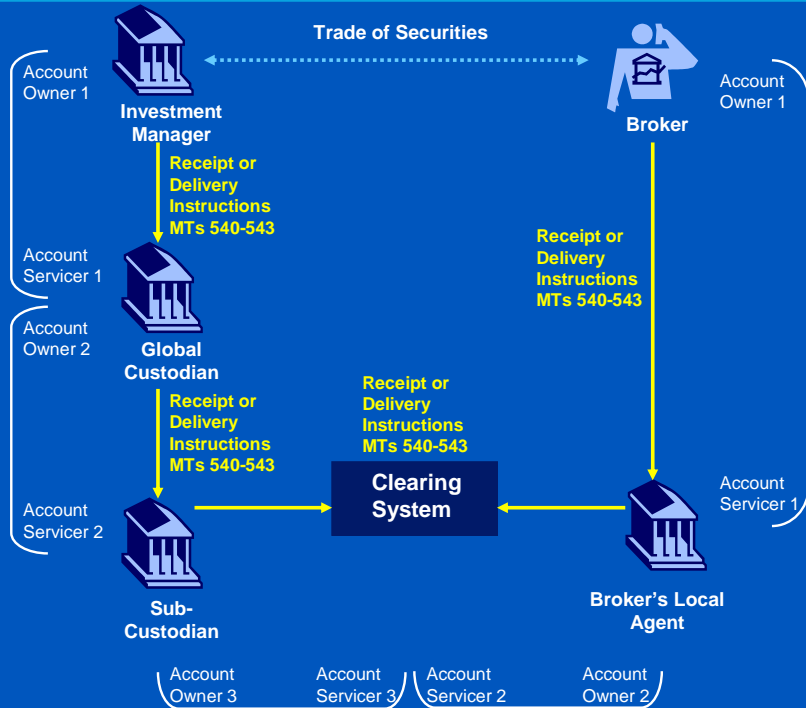 Trade of Securities
Account
Owner 1
Investment
Manager
Broker
Account
Owner 1
Receipt or
Delivery
Instructions
MTs 540-543
Receipt or
Delivery
Instructions
MTs 540-543
Account
Servicer 1
Account
Owner 2
Global
Custodian
Receipt or
Delivery
Instructions
MTs 540-543
Receipt or
Delivery
Instructions
MTs 540-543
Clearing
System
Account
Servicer 2
Account
Servicer 1
Sub-
Custodian
Broker’s Local
Agent
Account
Owner 3
Account
Servicer 3
Account
Servicer 2
Account
Owner 2